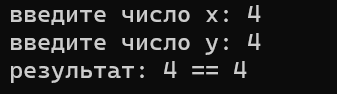 введите число x: 4
введите число y: 4
результат: 4 == 4